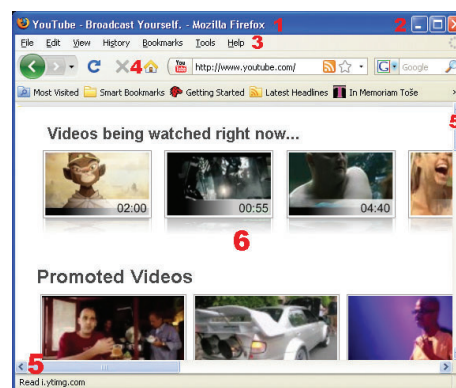 YouTube - Broadcast Yourself. - Mozilla Firefox 1 2
File Edit View History Bookmarks Tools Help 3
4 You Tube http://www.youtube.com/ G Google
Most Visited Smart Bookmarks Getting Started Latest Headlines In Memoriam Toše »
5
Videos being watched right now...
02:00 00:55 04:40
6
Promoted Videos
5
Read i.ytimg.com